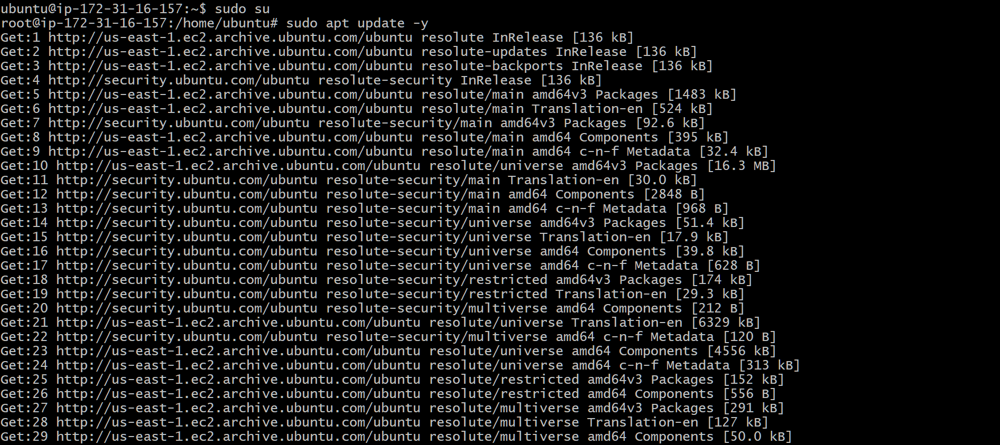 ubuntu@ip-172-31-16-157:~$ sudo su
root@ip-172-31-16-157:/home/ubuntu# sudo apt update -y
Get:1 http://us-east-1.ec2.archive.ubuntu.com/ubuntu resolute InRelease [136 kB]
Get:2 http://us-east-1.ec2.archive.ubuntu.com/ubuntu resolute-updates InRelease [136 kB]
Get:3 http://us-east-1.ec2.archive.ubuntu.com/ubuntu resolute-backports InRelease [136 kB]
Get:4 http://security.ubuntu.com/ubuntu resolute-security InRelease [136 kB]
Get:5 http://us-east-1.ec2.archive.ubuntu.com/ubuntu resolute/main amd64v3 Packages [1483 kB]
Get:6 http://us-east-1.ec2.archive.ubuntu.com/ubuntu resolute/main Translation-en [524 kB]
Get:7 http://security.ubuntu.com/ubuntu resolute-security/main amd64v3 Packages [92.6 kB]
Get:8 http://us-east-1.ec2.archive.ubuntu.com/ubuntu resolute/main amd64 Components [395 kB]
Get:9 http://us-east-1.ec2.archive.ubuntu.com/ubuntu resolute/main amd64 c-n-f Metadata [32.4 kB]
Get:10 http://us-east-1.ec2.archive.ubuntu.com/ubuntu resolute/universe amd64v3 Packages [16.3 MB]
Get:11 http://security.ubuntu.com/ubuntu resolute-security/main Translation-en [30.0 kB]
Get:12 http://security.ubuntu.com/ubuntu resolute-security/main amd64 Components [2848 B]
Get:13 http://security.ubuntu.com/ubuntu resolute-security/main amd64 c-n-f Metadata [968 B]
Get:14 http://security.ubuntu.com/ubuntu resolute-security/universe amd64v3 Packages [51.4 kB]
Get:15 http://security.ubuntu.com/ubuntu resolute-security/universe Translation-en [17.9 kB]
Get:16 http://security.ubuntu.com/ubuntu resolute-security/universe amd64 Components [39.8 kB]
Get:17 http://security.ubuntu.com/ubuntu resolute-security/universe amd64 c-n-f Metadata [628 B]
Get:18 http://security.ubuntu.com/ubuntu resolute-security/restricted amd64v3 Packages [174 kB]
Get:19 http://security.ubuntu.com/ubuntu resolute-security/restricted Translation-en [29.3 kB]
Get:20 http://security.ubuntu.com/ubuntu resolute-security/multiverse amd64 Components [212 B]
Get:21 http://us-east-1.ec2.archive.ubuntu.com/ubuntu resolute/universe Translation-en [6329 kB]
Get:22 http://security.ubuntu.com/ubuntu resolute-security/multiverse amd64 c-n-f Metadata [120 B]
Get:23 http://us-east-1.ec2.archive.ubuntu.com/ubuntu resolute/universe amd64 Components [4556 kB]
Get:24 http://us-east-1.ec2.archive.ubuntu.com/ubuntu resolute/universe amd64 c-n-f Metadata [313 kB]
Get:25 http://us-east-1.ec2.archive.ubuntu.com/ubuntu resolute/restricted amd64v3 Packages [152 kB]
Get:26 http://us-east-1.ec2.archive.ubuntu.com/ubuntu resolute/restricted amd64 Components [556 B]
Get:27 http://us-east-1.ec2.archive.ubuntu.com/ubuntu resolute/multiverse amd64v3 Packages [291 kB]
Get:28 http://us-east-1.ec2.archive.ubuntu.com/ubuntu resolute/multiverse Translation-en [127 kB]
Get:29 http://us-east-1.ec2.archive.ubuntu.com/ubuntu resolute/multiverse amd64 Components [50.0 kB]